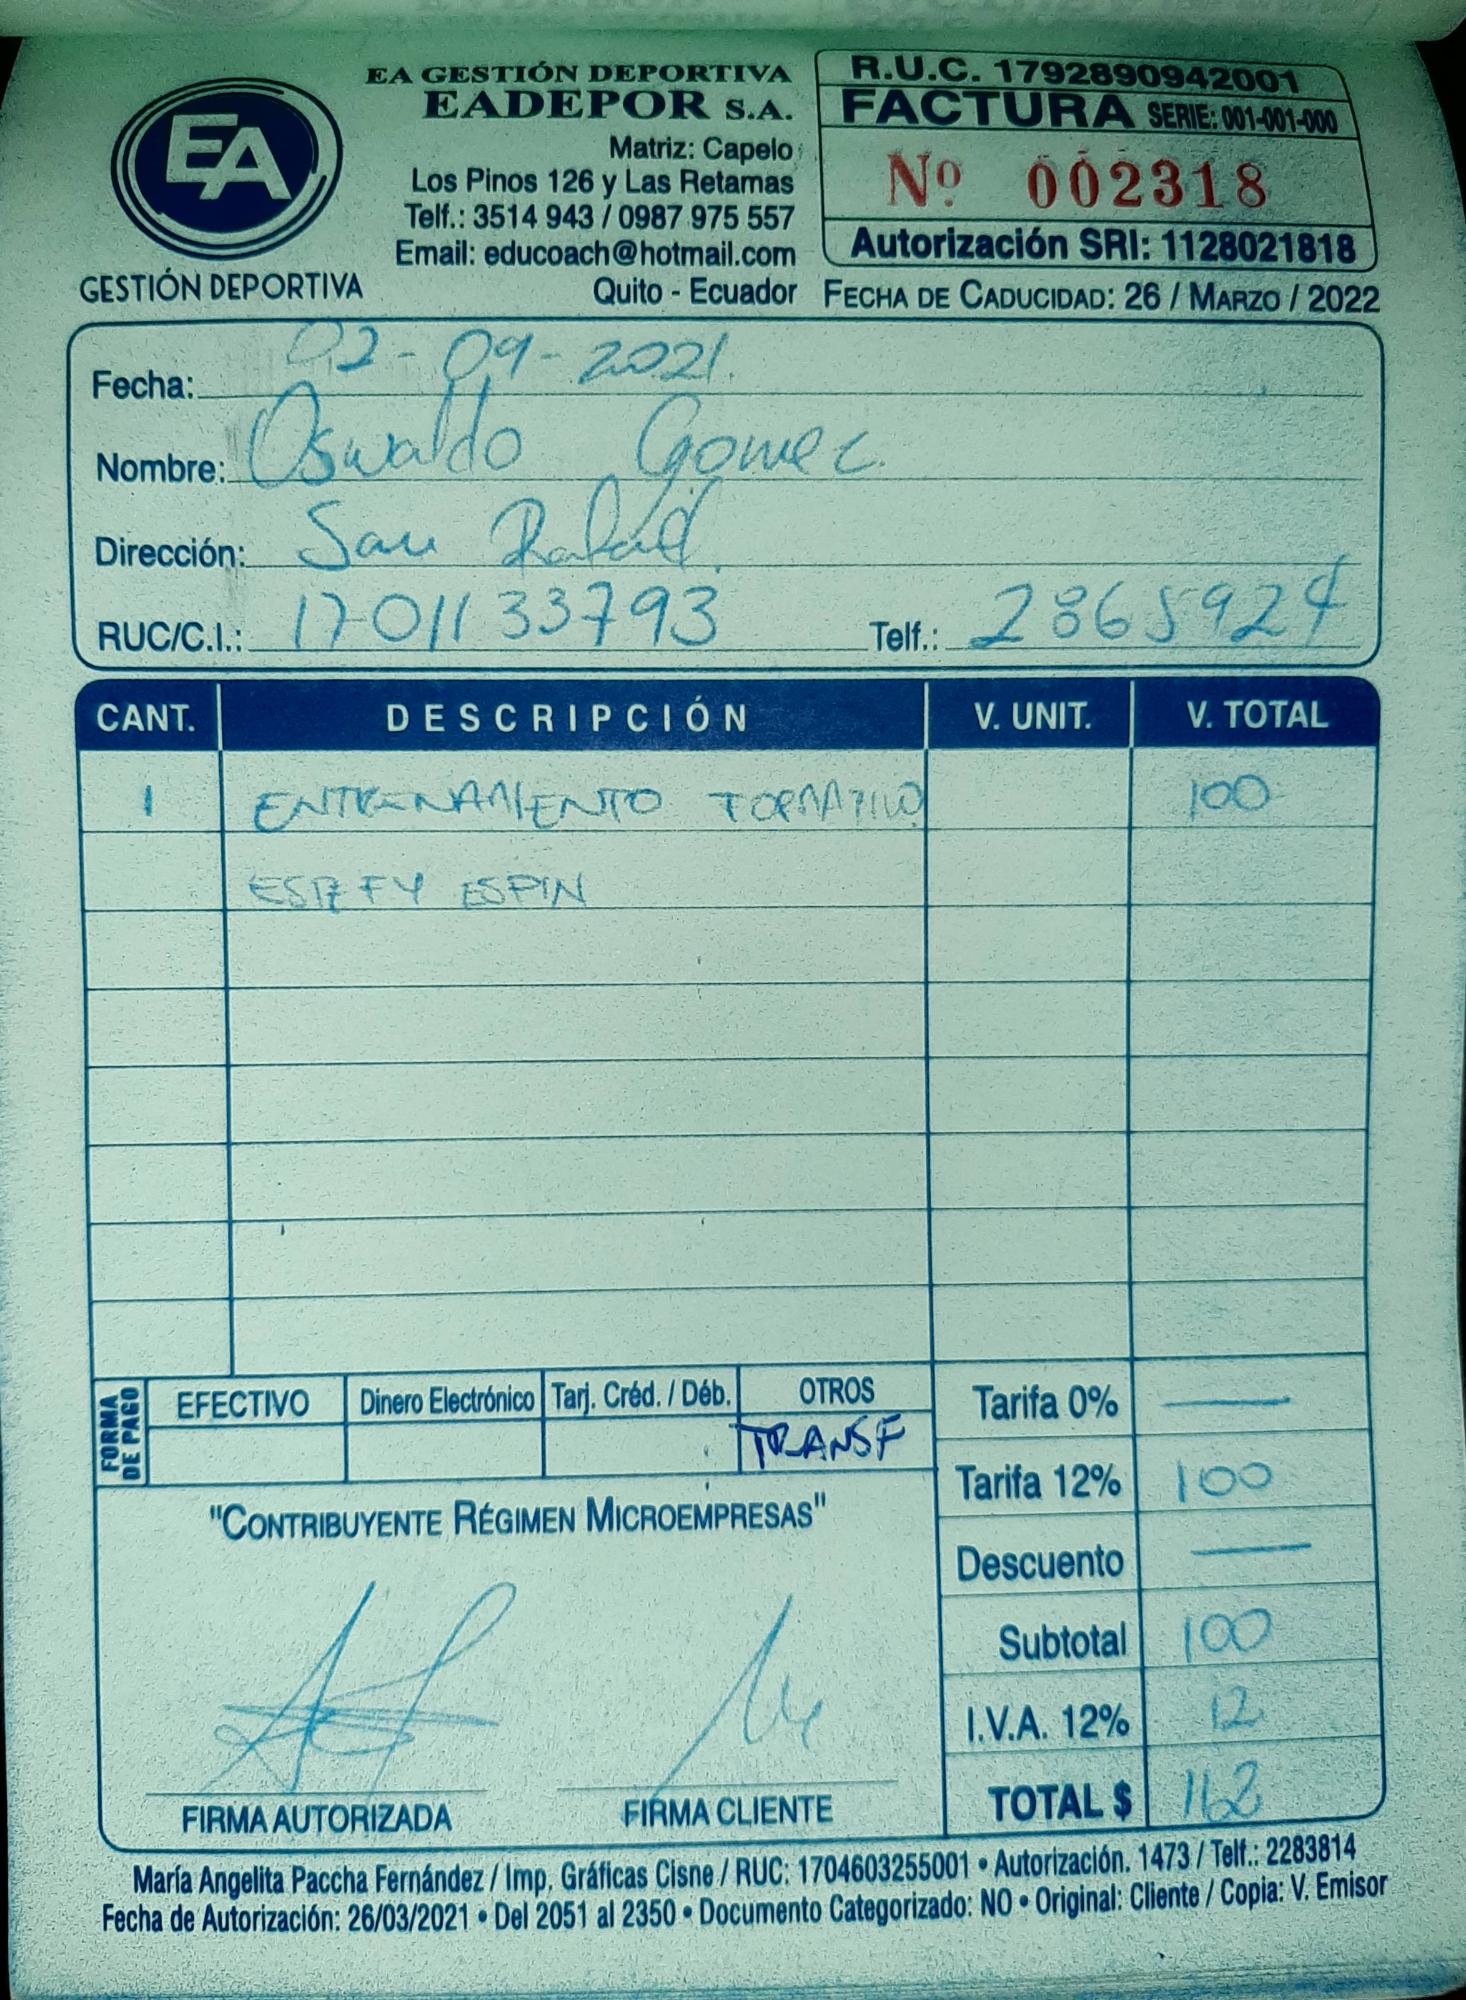 EA GESTIÓN DEPORTIVA
EADEPOR S.A.
Matriz: Capelo
Los Pinos 126 y Las Retamas
Telf.: 3514 943 / 0987 975 557
Email: educoach@hotmail.com
Quito - Ecuador
EA
GESTIÓN DEPORTIVA
R.U.C. 1792890942001
FACTURA SERIE: 001-001-000
Nº 002318
Autorización SRI: 1128021818
FECHA DE CADUCIDAD: 26 / MARZO / 2022
Fecha: 02-09-2021.
Nombre: Oswaldo Gomez.
Dirección: San Rafael.
RUC/C.I.: 1701133793 Telf.: 2865924
CANT. DESCRIPCIÓN V. UNIT. V. TOTAL
1 ENTRENAMIENTO FORMATIVO 100
ESTEFY ESPIN
FORMA DE PAGO
EFECTIVO Dinero Electrónico Tarj. Créd. / Déb. OTROS
TRANSF
Tarifa 0% —
Tarifa 12% 100
Descuento —
Subtotal 100
I.V.A. 12% 12
TOTAL $ 112
"CONTRIBUYENTE RÉGIMEN MICROEMPRESAS"
FIRMA AUTORIZADA FIRMA CLIENTE
María Angelita Paccha Fernández / Imp. Gráficas Cisne / RUC: 1704603255001 • Autorización. 1473 / Telf.: 2283814
Fecha de Autorización: 26/03/2021 • Del 2051 al 2350 • Documento Categorizado: NO • Original: Cliente / Copia: V. Emisor